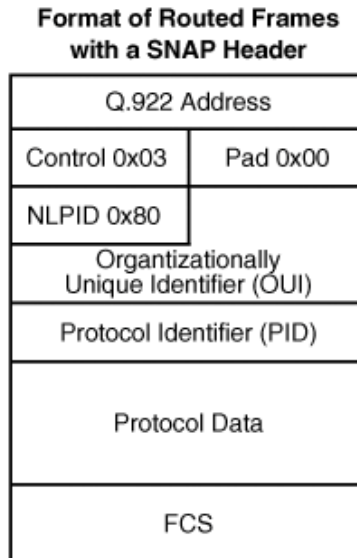 Format of Routed Frames
with a SNAP Header
Q.922 Address
Control 0x03 Pad 0x00
NLPID 0x80
Organtizationally
Unique Identifier (OUI)
Protocol Identifier (PID)
Protocol Data
FCS